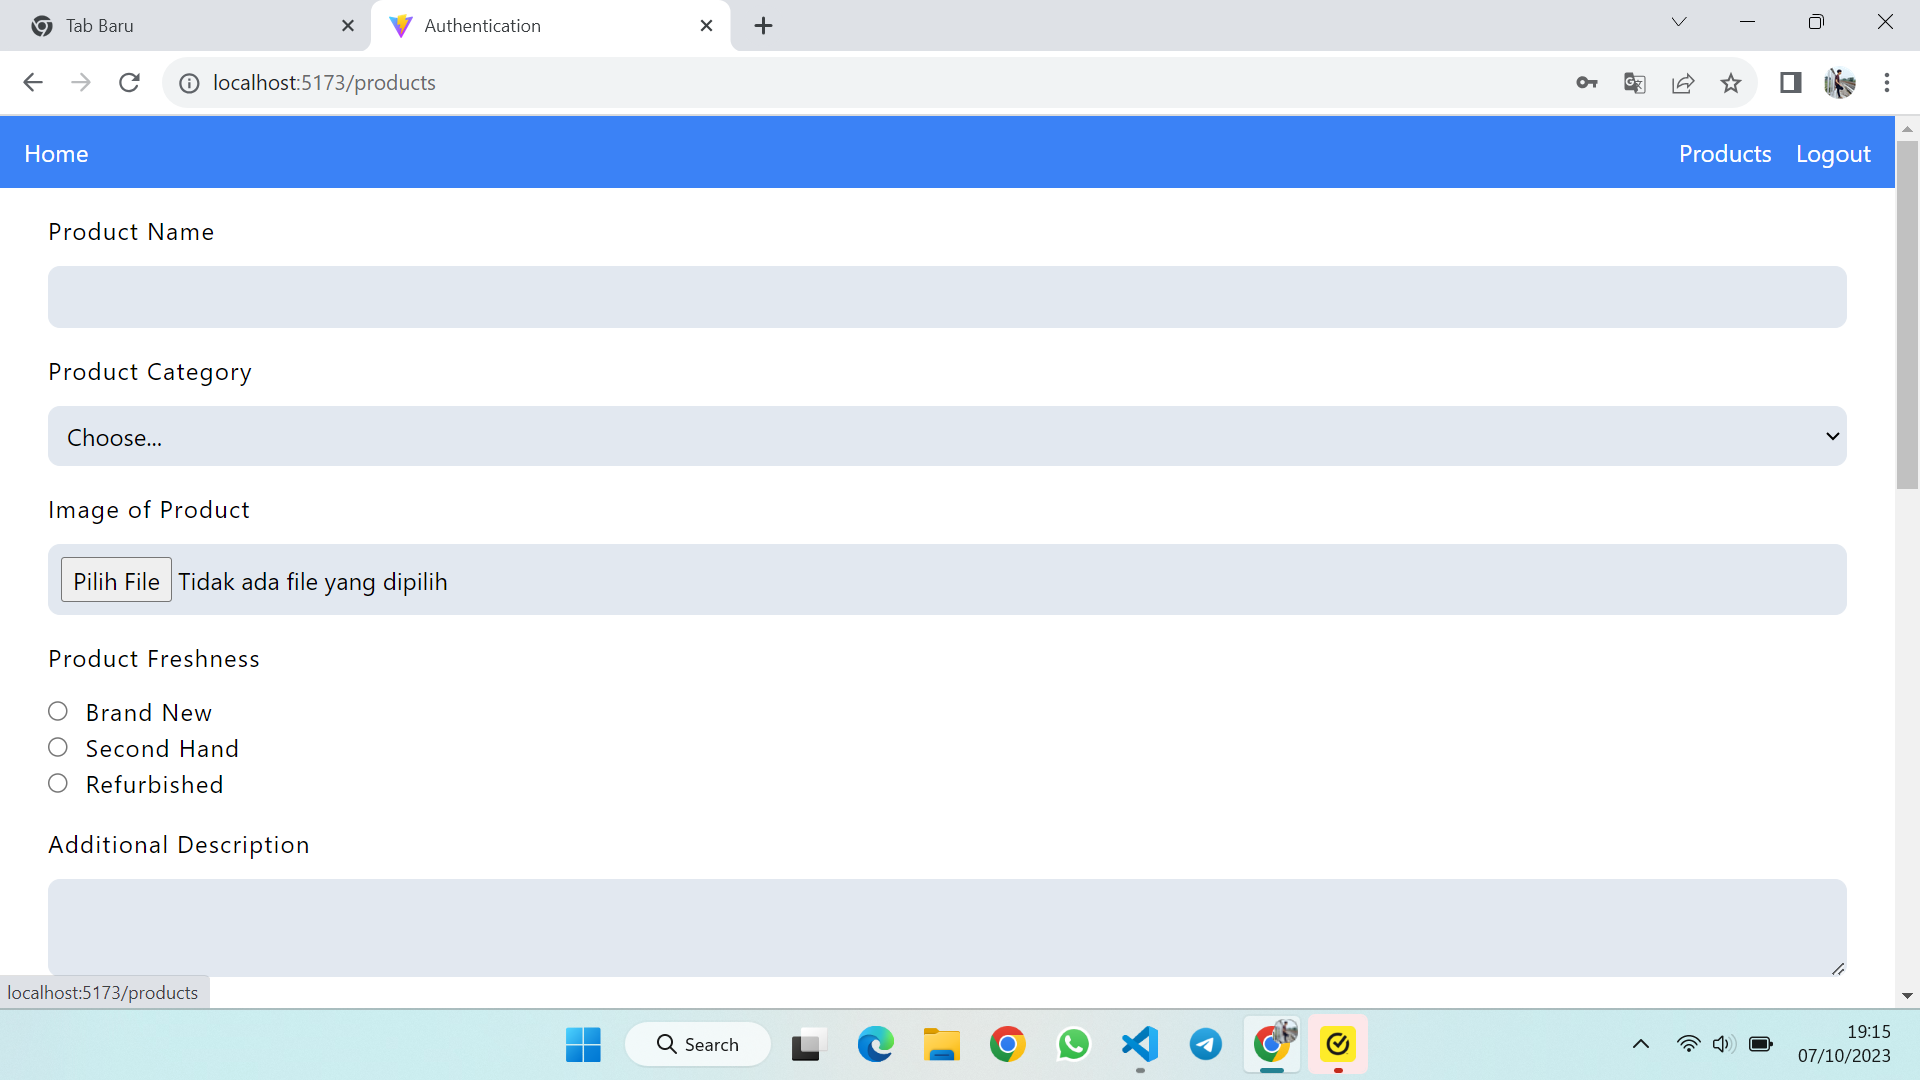 Tab Baru
Authentication
localhost:5173/products
Home
Products
Logout
Product Name
Product Category
Choose...
Image of Product
Pilih File Tidak ada file yang dipilih
Product Freshness
Brand New
Second Hand
Refurbished
Additional Description
localhost:5173/products
Search
19:15
07/10/2023